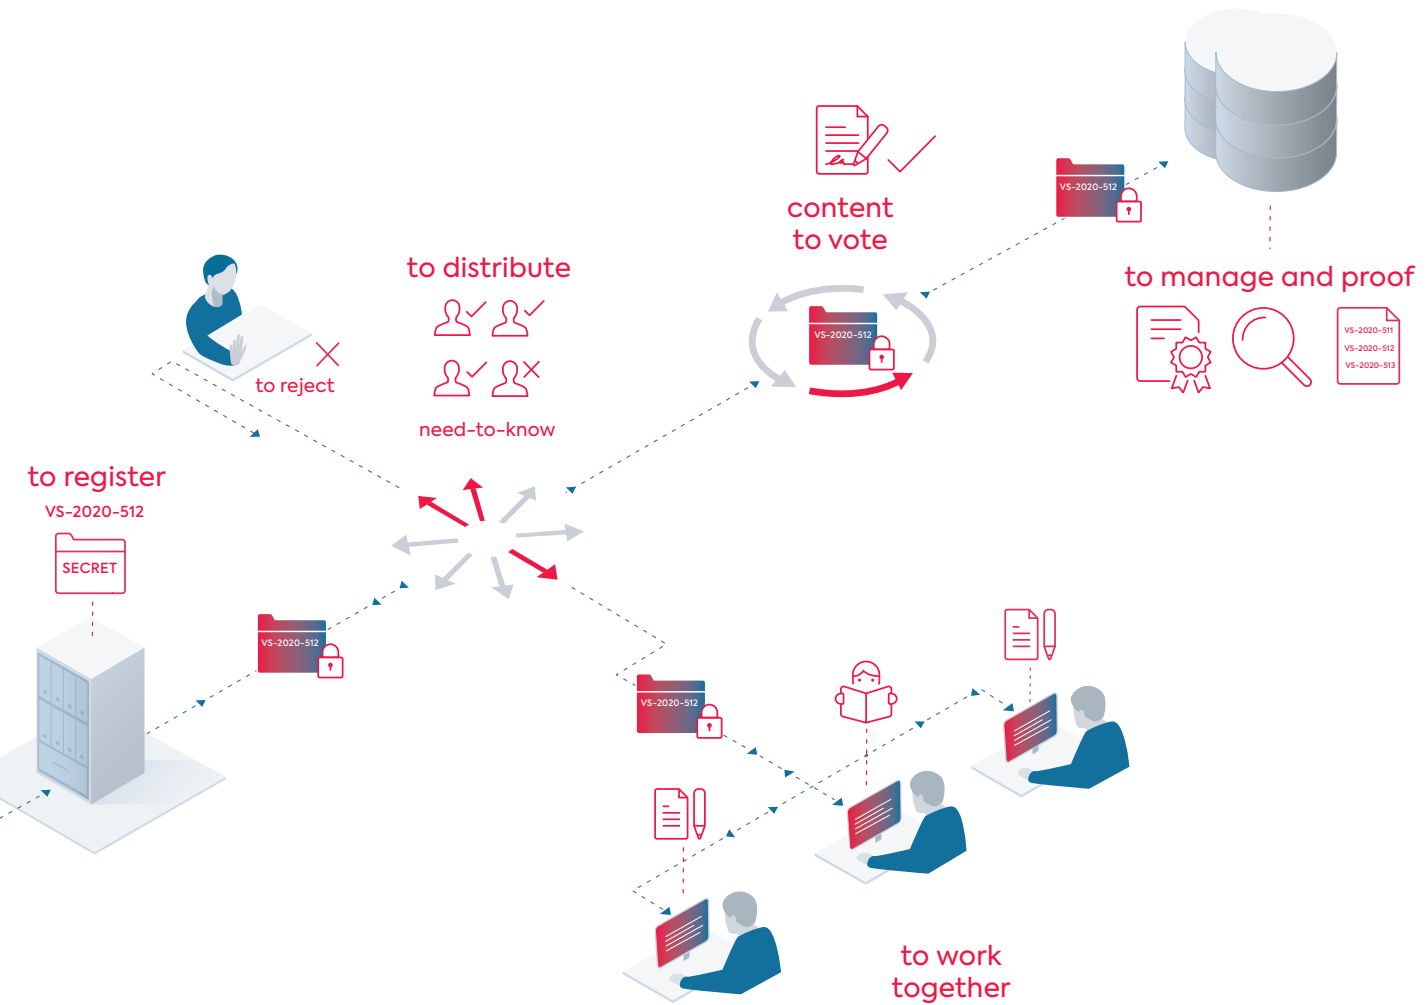 content
to vote
VS-2020-512
to manage and proof
VS-2020-511
VS-2020-512
VS-2020-513
to distribute
need-to-know
VS-2020-512
to reject
to register
VS-2020-512
SECRET
VS-2020-512
VS-2020-512
to work
together